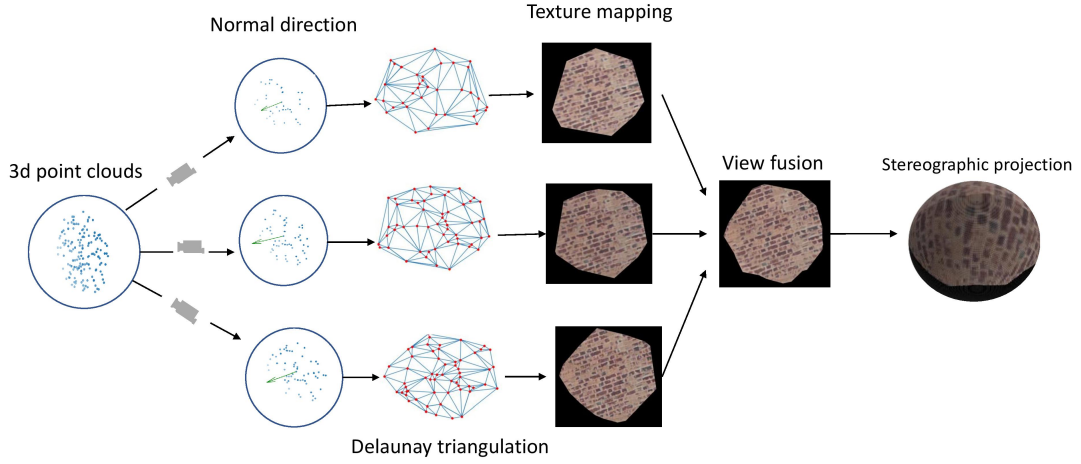 Texture mapping
Normal direction
3d point clouds
View fusion
Stereographic projection
Delaunay triangulation